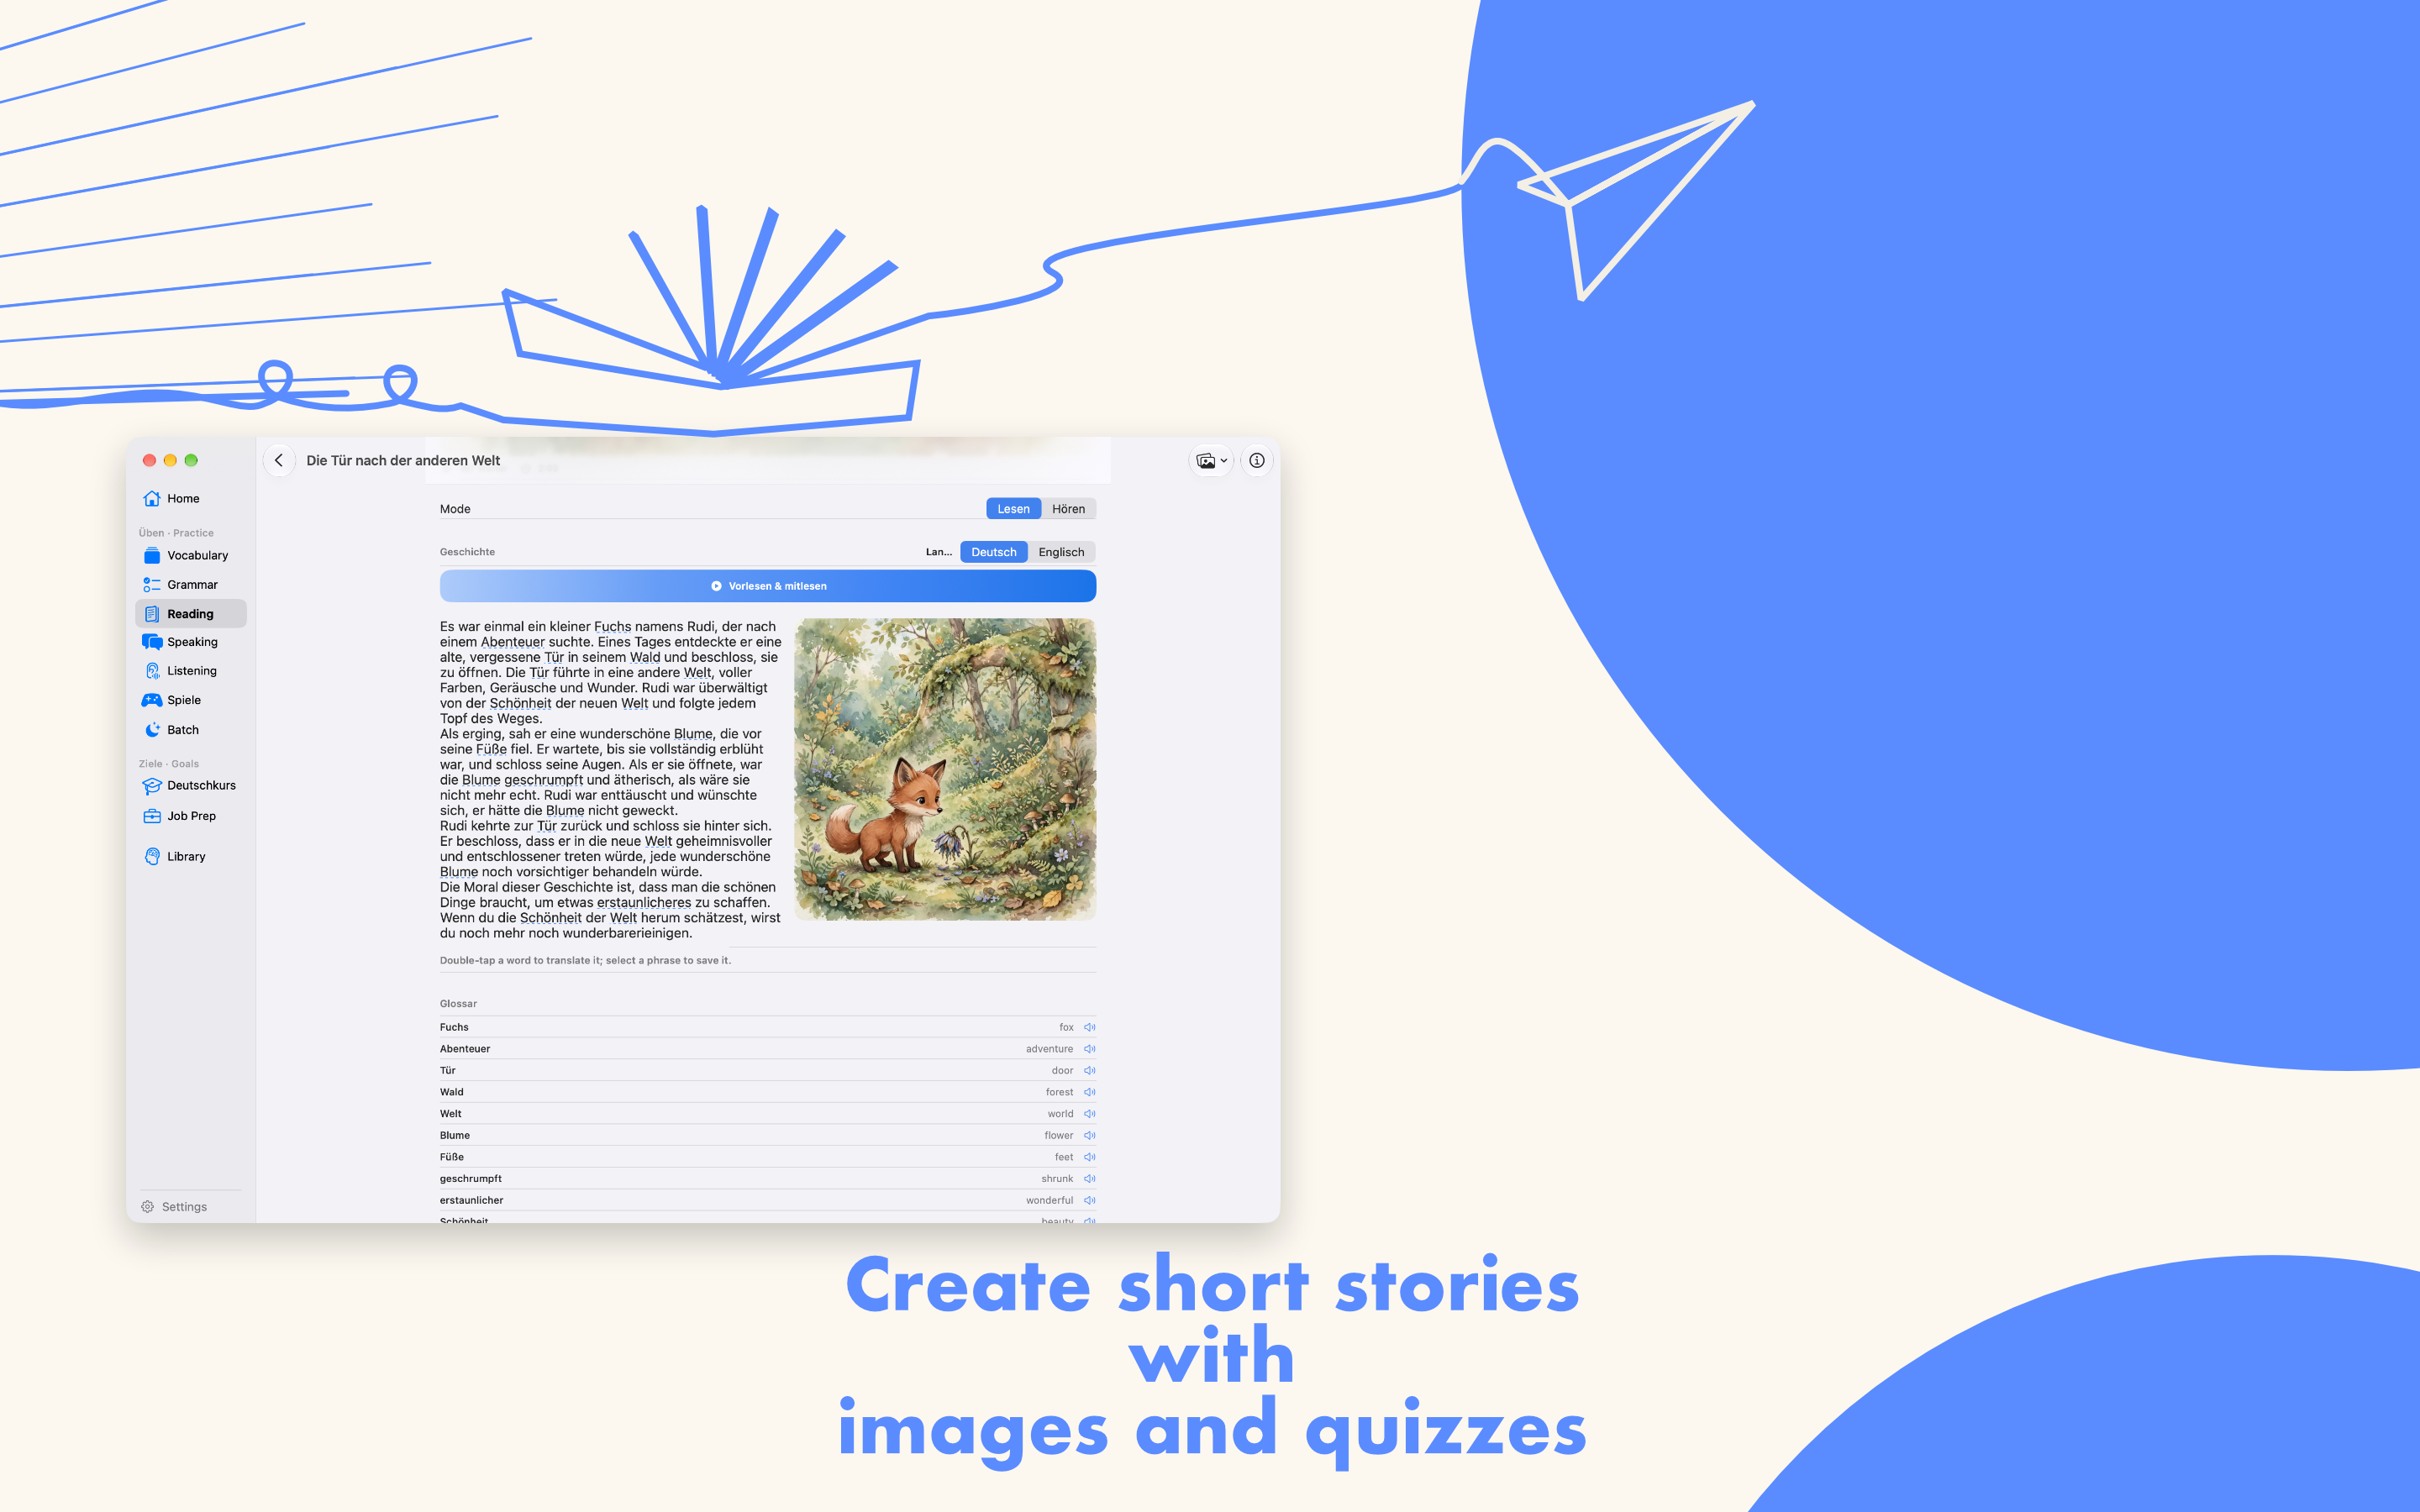 Die Tür nach der anderen Welt
Home
Üben · Practice
Vocabulary
Grammar
Reading
Speaking
Listening
Spiele
Batch
Ziele · Goals
Deutschkurs
Job Prep
Library
Settings
Mode
Lesen Hören
Geschichte Lan... Deutsch Englisch
Vorlesen & mitlesen
Es war einmal ein kleiner Fuchs namens Rudi, der nach
einem Abenteuer suchte. Eines Tages entdeckte er eine
alte, vergessene Tür in seinem Wald und beschloss, sie
zu öffnen. Die Tür führte in eine andere Welt, voller
Farben, Geräusche und Wunder. Rudi war überwältigt
von der Schönheit der neuen Welt und folgte jedem
Topf des Weges.
Als erging, sah er eine wunderschöne Blume, die vor
seine Füße fiel. Er wartete, bis sie vollständig erblüht
war, und schloss seine Augen. Als er sie öffnete, war
die Blume geschrumpft und ätherisch, als wäre sie
nicht mehr echt. Rudi war enttäuscht und wünschte
sich, er hätte die Blume nicht geweckt.
Rudi kehrte zur Tür zurück und schloss sie hinter sich.
Er beschloss, dass er in die neue Welt geheimnisvoller
und entschlossener treten würde, jede wunderschöne
Blume noch vorsichtiger behandeln würde.
Die Moral dieser Geschichte ist, dass man die schönen
Dinge braucht, um etwas erstaunlicheres zu schaffen.
Wenn du die Schönheit der Welt herum schätzest, wirst
du noch mehr noch wunderbarerieinigen.
Double-tap a word to translate it; select a phrase to save it.
Glossar
Fuchs fox
Abenteuer adventure
Tür door
Wald forest
Welt world
Blume flower
Füße feet
geschrumpft shrunk
erstaunlicher wonderful
Schönheit beauty
Create short stories
with
images and quizzes